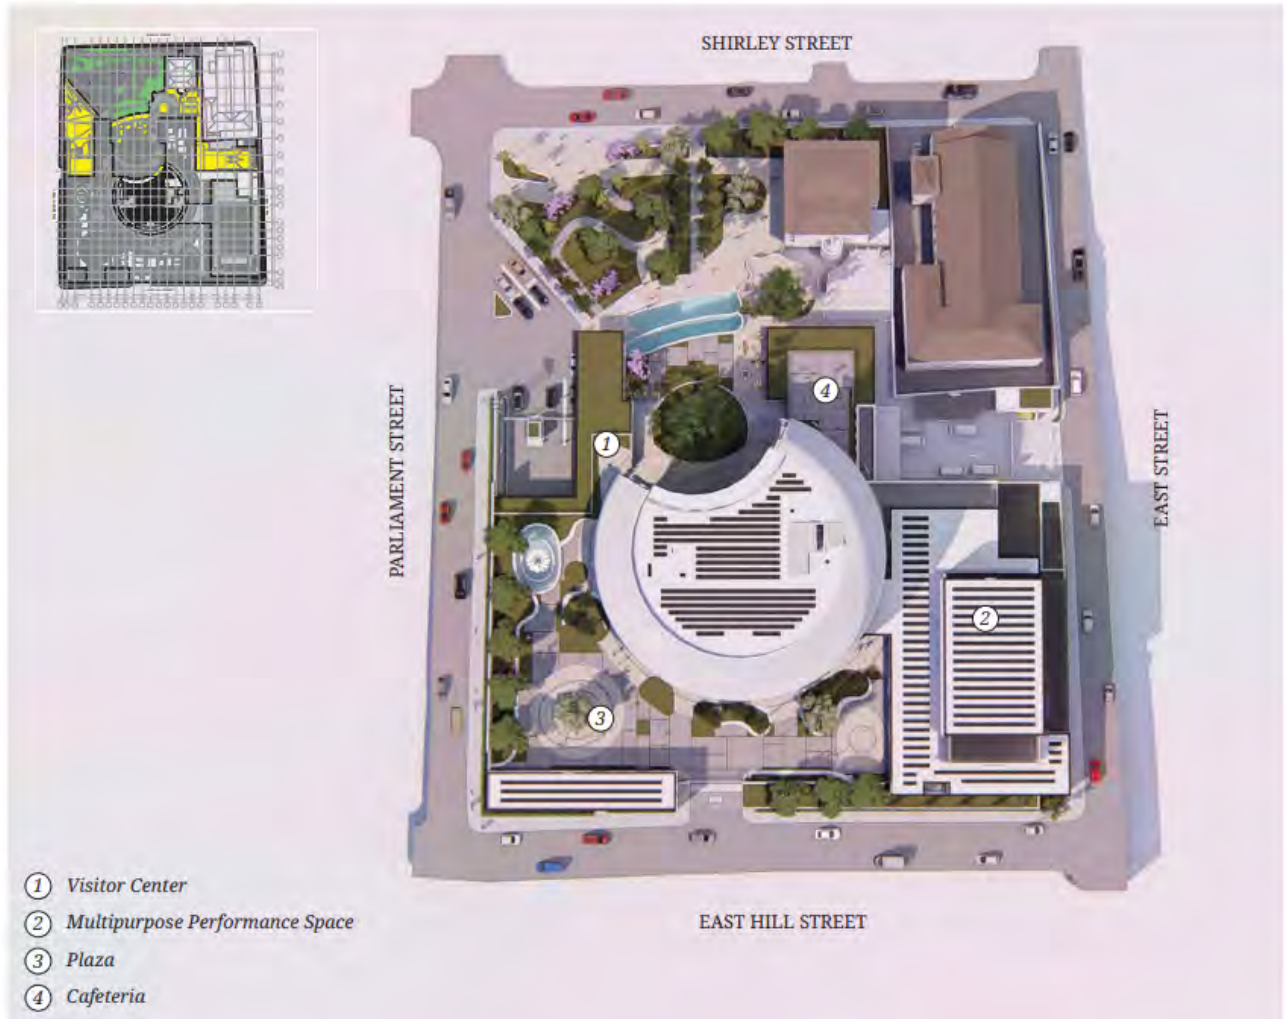 SHIRLEY STREET
PARLIAMENT STREET
EAST STREET
4
1
2
3
EAST HILL STREET
1 Visitor Center
2 Multipurpose Performance Space
3 Plaza
4 Cafeteria